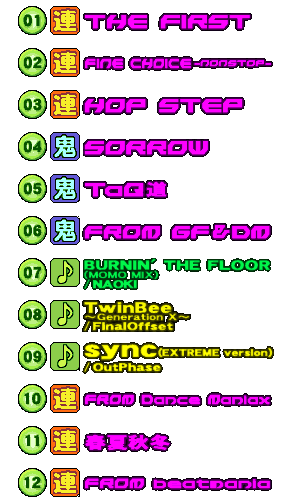 01 連 THE FIRST
02 連 FINE CHOICE~NONSTOP~
03 連 HOP STEP
04 鬼 SORROW
05 鬼 TaQ道
06 鬼 FROM GF&DM
07 BURNIN' THE FLOOR
(MOMO MIX)
/NAOKI
08 TwinBee
～Generation X～
/FinalOffset
09 sync(EXTREME version)
/OutPhase
10 連 FROM Dance Maniax
11 連 春夏秋冬
12 連 FROM beatmania